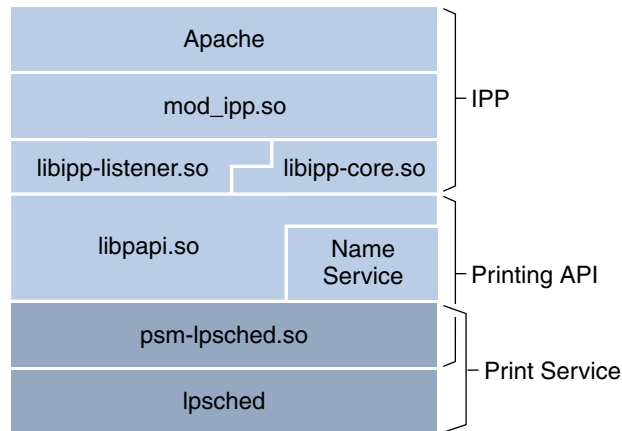 Apache
mod_ipp.so
IPP
libipp-listener.so
libipp-core.so
libpapi.so
Name
Service
Printing API
psm-lpsched.so
Print Service
lpsched